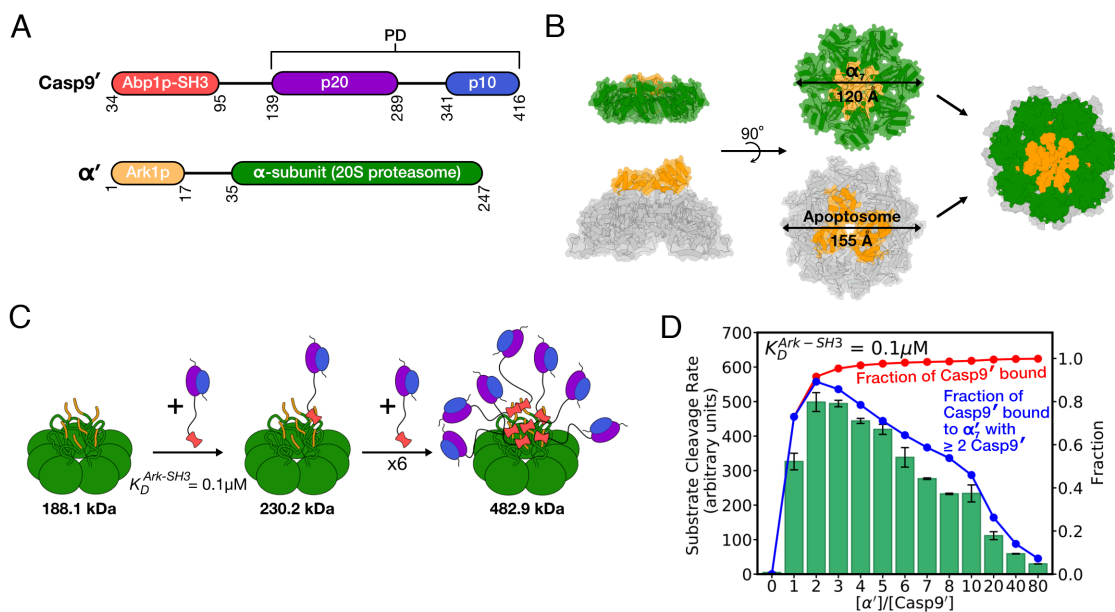 A
PD
Casp9′
Abp1p-SH3
p20
p10
34
95
139
289
341
416
α′
Ark1p
α-subunit (20S proteasome)
1
17
35
247
B
90°
α7
120 Å
Apoptosome
155 Å
C
+
+
K_D^Ark-SH3 = 0.1µM
x6
188.1 kDa
230.2 kDa
482.9 kDa
D
K_D^Ark−SH3 = 0.1µM
Fraction of Casp9′ bound
Fraction of
Casp9′ bound
to α′7 with
≥ 2 Casp9′
Substrate Cleavage Rate
(arbitrary units)
700
600
500
400
300
200
100
0
1.0
0.8
0.6
0.4
0.2
0.0
Fraction
0 1 2 3 4 5 6 7 8 10 20 40 80
[α′]/[Casp9′]